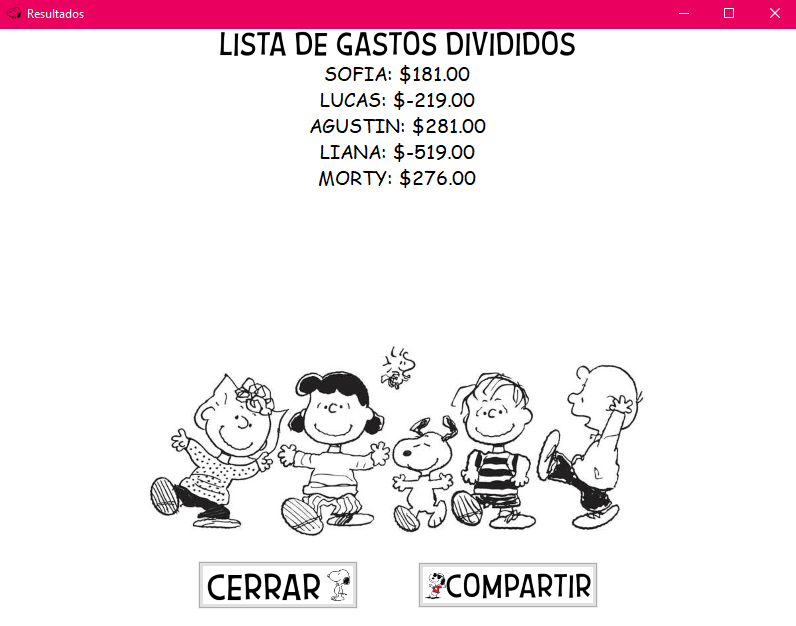 Resultados
LISTA DE GASTOS DIVIDIDOS
SOFIA: $181.00
LUCAS: $-219.00
AGUSTIN: $281.00
LIANA: $-519.00
MORTY: $276.00
CERRAR
COMPARTIR